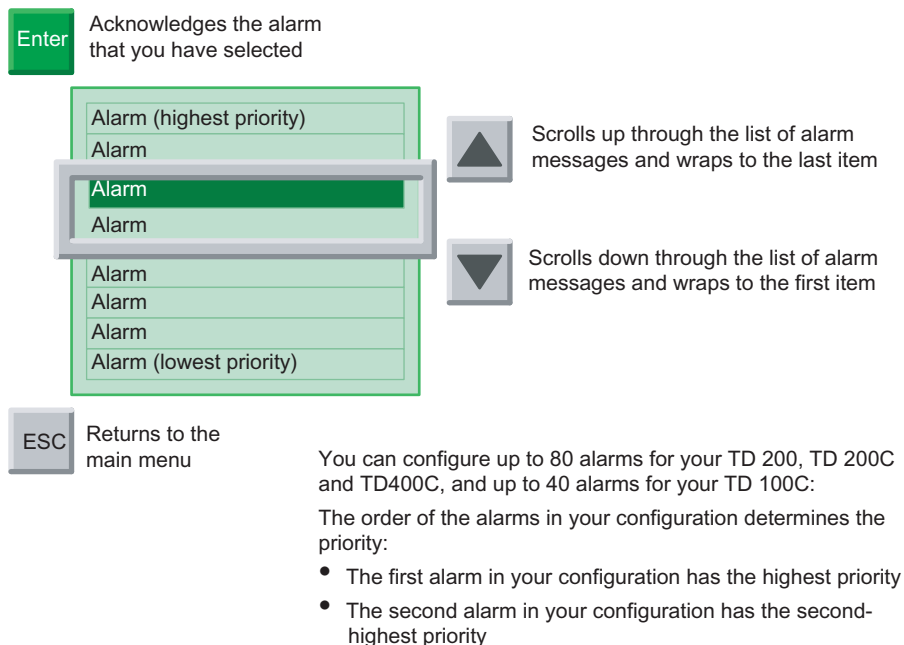 Enter
Acknowledges the alarm
that you have selected
Alarm (highest priority)
Alarm
Alarm
Alarm
Alarm
Alarm
Alarm
Alarm (lowest priority)
Scrolls up through the list of alarm
messages and wraps to the last item
Scrolls down through the list of alarm
messages and wraps to the first item
ESC
Returns to the
main menu
You can configure up to 80 alarms for your TD 200, TD 200C
and TD400C, and up to 40 alarms for your TD 100C:
The order of the alarms in your configuration determines the
priority:
• The first alarm in your configuration has the highest priority
• The second alarm in your configuration has the second-
highest priority